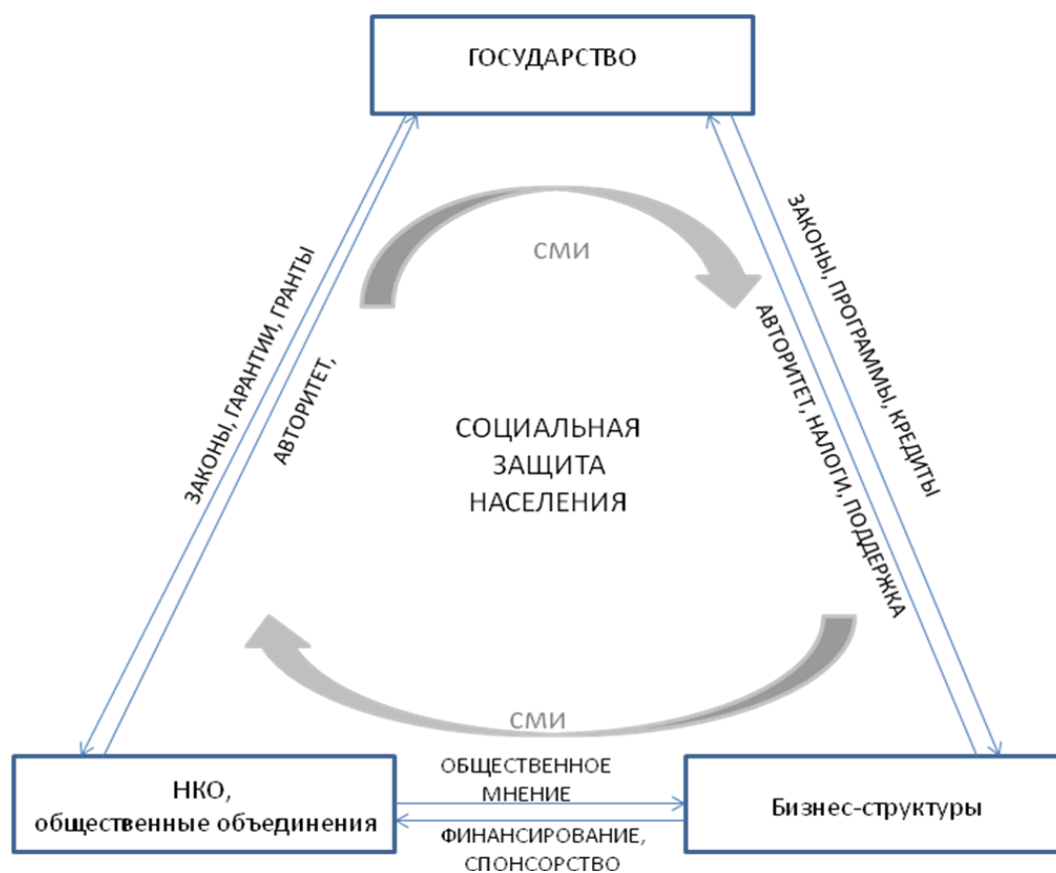 ГОСУДАРСТВО
СМИ
ЗАКОНЫ, ГАРАНТИИ, ГРАНТЫ
АВТОРИТЕТ,
ЗАКОНЫ, ПРОГРАММЫ, КРЕДИТЫ
АВТОРИТЕТ, НАЛОГИ, ПОДДЕРЖКА
СОЦИАЛЬНАЯ
ЗАЩИТА
НАСЕЛЕНИЯ
СМИ
НКО,
общественные объединения
ОБЩЕСТВЕННОЕ
МНЕНИЕ
ФИНАНСИРОВАНИЕ,
СПОНСОРСТВО
Бизнес-структуры